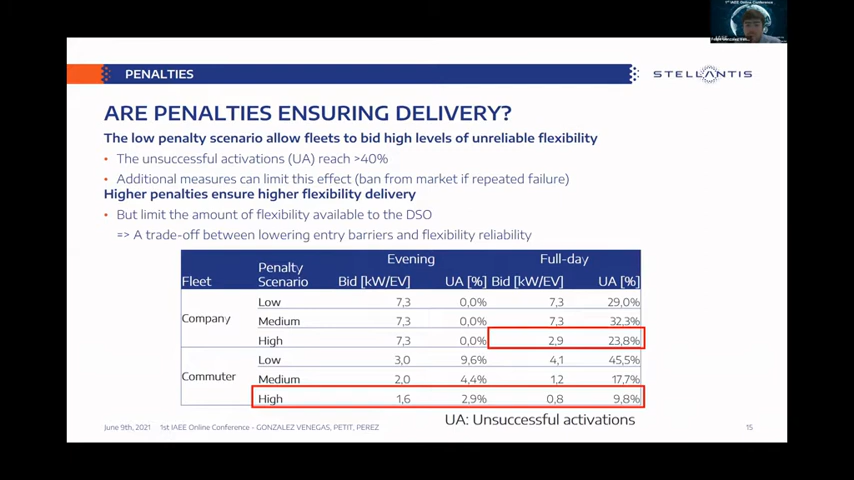 1st IAEE Online Conference
PENALTIES
STELLANTIS
ARE PENALTIES ENSURING DELIVERY?
The low penalty scenario allow fleets to bid high levels of unreliable flexibility
• The unsuccessful activations (UA) reach >40%
• Additional measures can limit this effect (ban from market if repeated failure)
Higher penalties ensure higher flexibility delivery
• But limit the amount of flexibility available to the DSO
=> A trade-off between lowering entry barriers and flexibility reliability
Evening Full-day
Fleet Penalty Scenario Bid [kW/EV] UA [%] Bid [kW/EV] UA [%]
Company Low 7,3 0,0% 7,3 29,0%
Medium 7,3 0,0% 7,3 32,3%
High 7,3 0,0% 2,9 23,8%
Commuter Low 3,0 9,6% 4,1 45,5%
Medium 2,0 4,4% 1,2 17,7%
High 1,6 2,9% 0,8 9,8%
UA: Unsuccessful activations
June 9th, 2021 1st IAEE Online Conference - GONZALEZ VENEGAS, PETIT, PEREZ 15